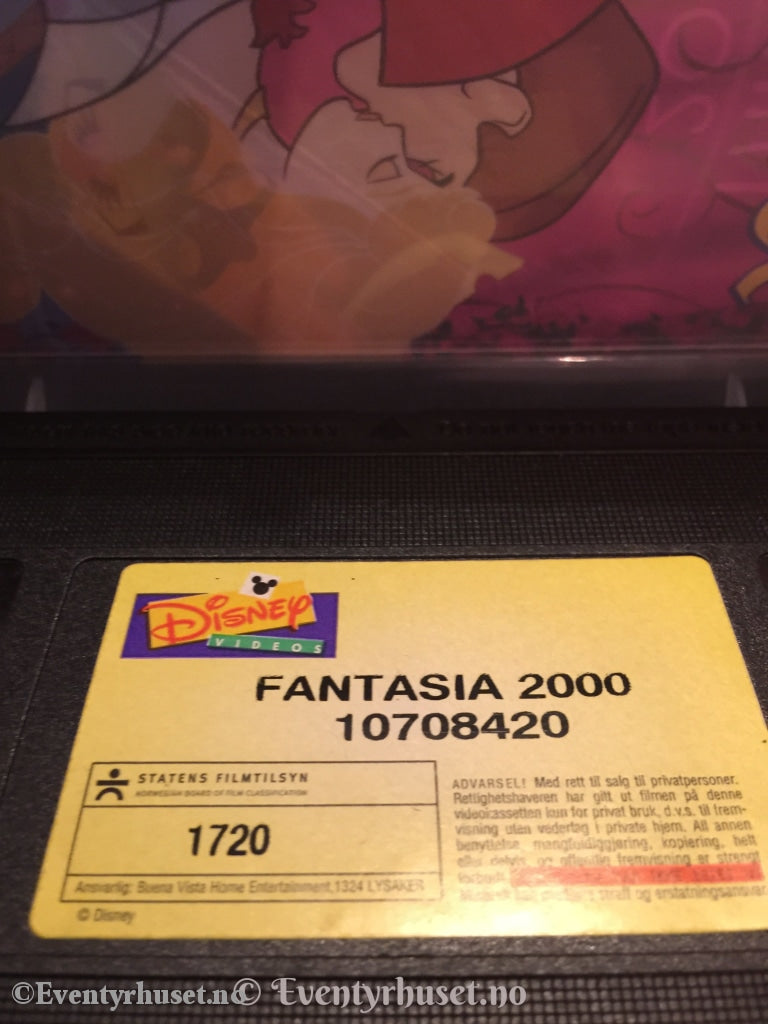 DISNEY
VIDEOS
FANTASIA 2000
10708420
STATENS FILMTILSYN
NORWEGIAN BOARD OF FILM CLASSIFICATION
1720
Ansvarlig: Buena Vista Home Entertainment, 1324 LYSAKER
© Disney
ADVARSEL! Med rett til salg til privatpersoner.
Rettighetshaveren har gitt ut filmen på denne
videokassetten kun for privat bruk, d.v.s. til frem-
visning uten vederlag i private hjem. All annen
benyttelse, mangfoldiggjøring, kopiering, helt
eller delvis, og offentlig fremvisning er strengt
forbudt.
straff og erstatningsansvar
©Eventyrhuset.no
© Eventyrhuset.no